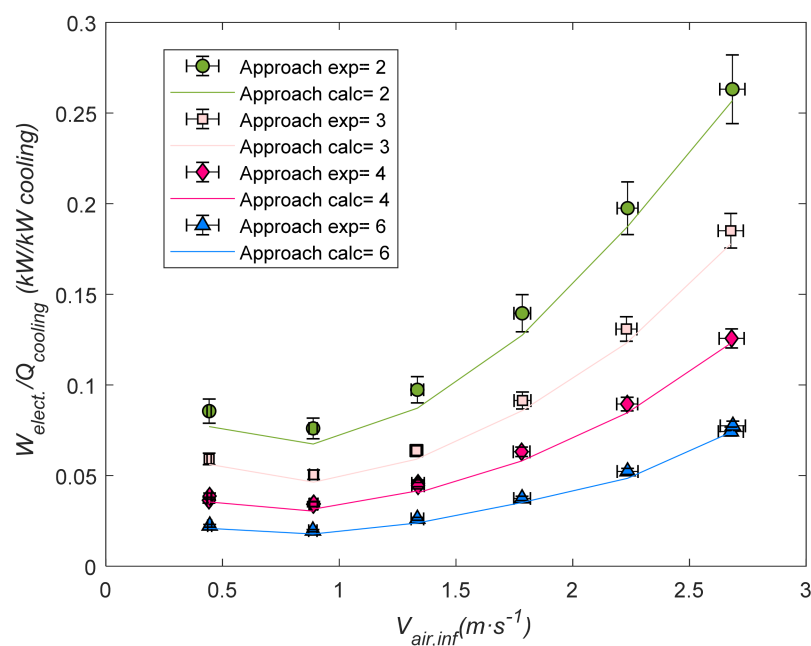 0.3
0.25
0.2
0.15
0.1
0.05
0
W_elect./Q_cooling (kW/kW cooling)
Approach exp= 2
Approach calc= 2
Approach exp= 3
Approach calc= 3
Approach exp= 4
Approach calc= 4
Approach exp= 6
Approach calc= 6
0 0.5 1 1.5 2 2.5 3
V_air,inf(m·s⁻¹)